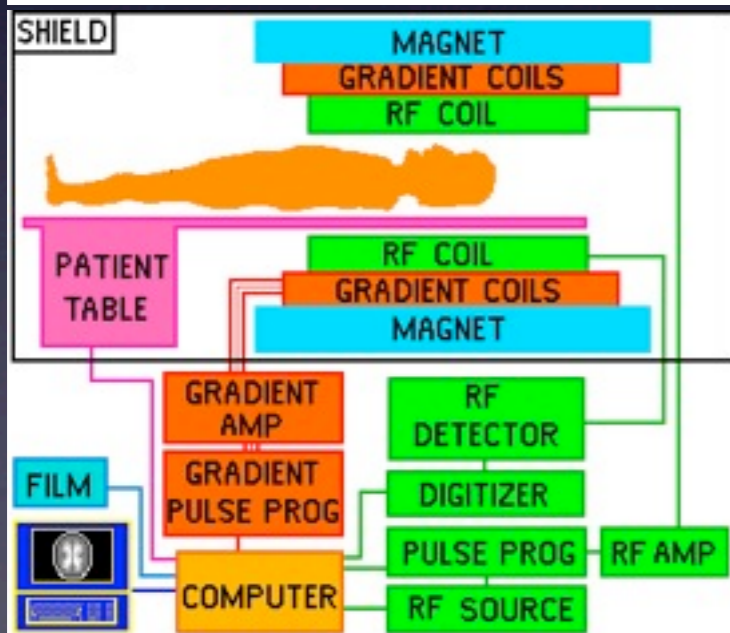 SHIELD
MAGNET
GRADIENT COILS
RF COIL
PATIENT
TABLE
RF COIL
GRADIENT COILS
MAGNET
GRADIENT
AMP
RF
DETECTOR
FILM
GRADIENT
PULSE PROG
DIGITIZER
COMPUTER
PULSE PROG
RF AMP
RF SOURCE